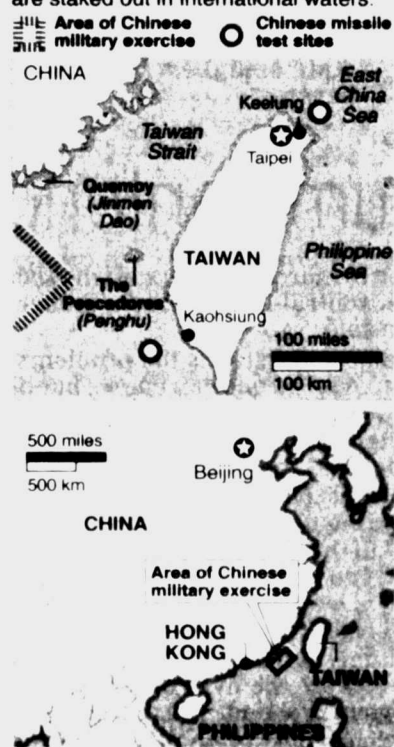 are staked out in international waters.
Area of Chinese
military exercise
Chinese missile
test sites
CHINA
East
China
Sea
Keelung
Taiwan
Strait
Taipei
Quemoy
(Jinmen
Dao)
TAIWAN
Philippine
Sea
The
Pescadores
(Penghu)
Kaohsiung
100 miles
100 km
500 miles
500 km
Beijing
CHINA
Area of Chinese
military exercise
HONG
KONG
TAIWAN
PHILIPPINES